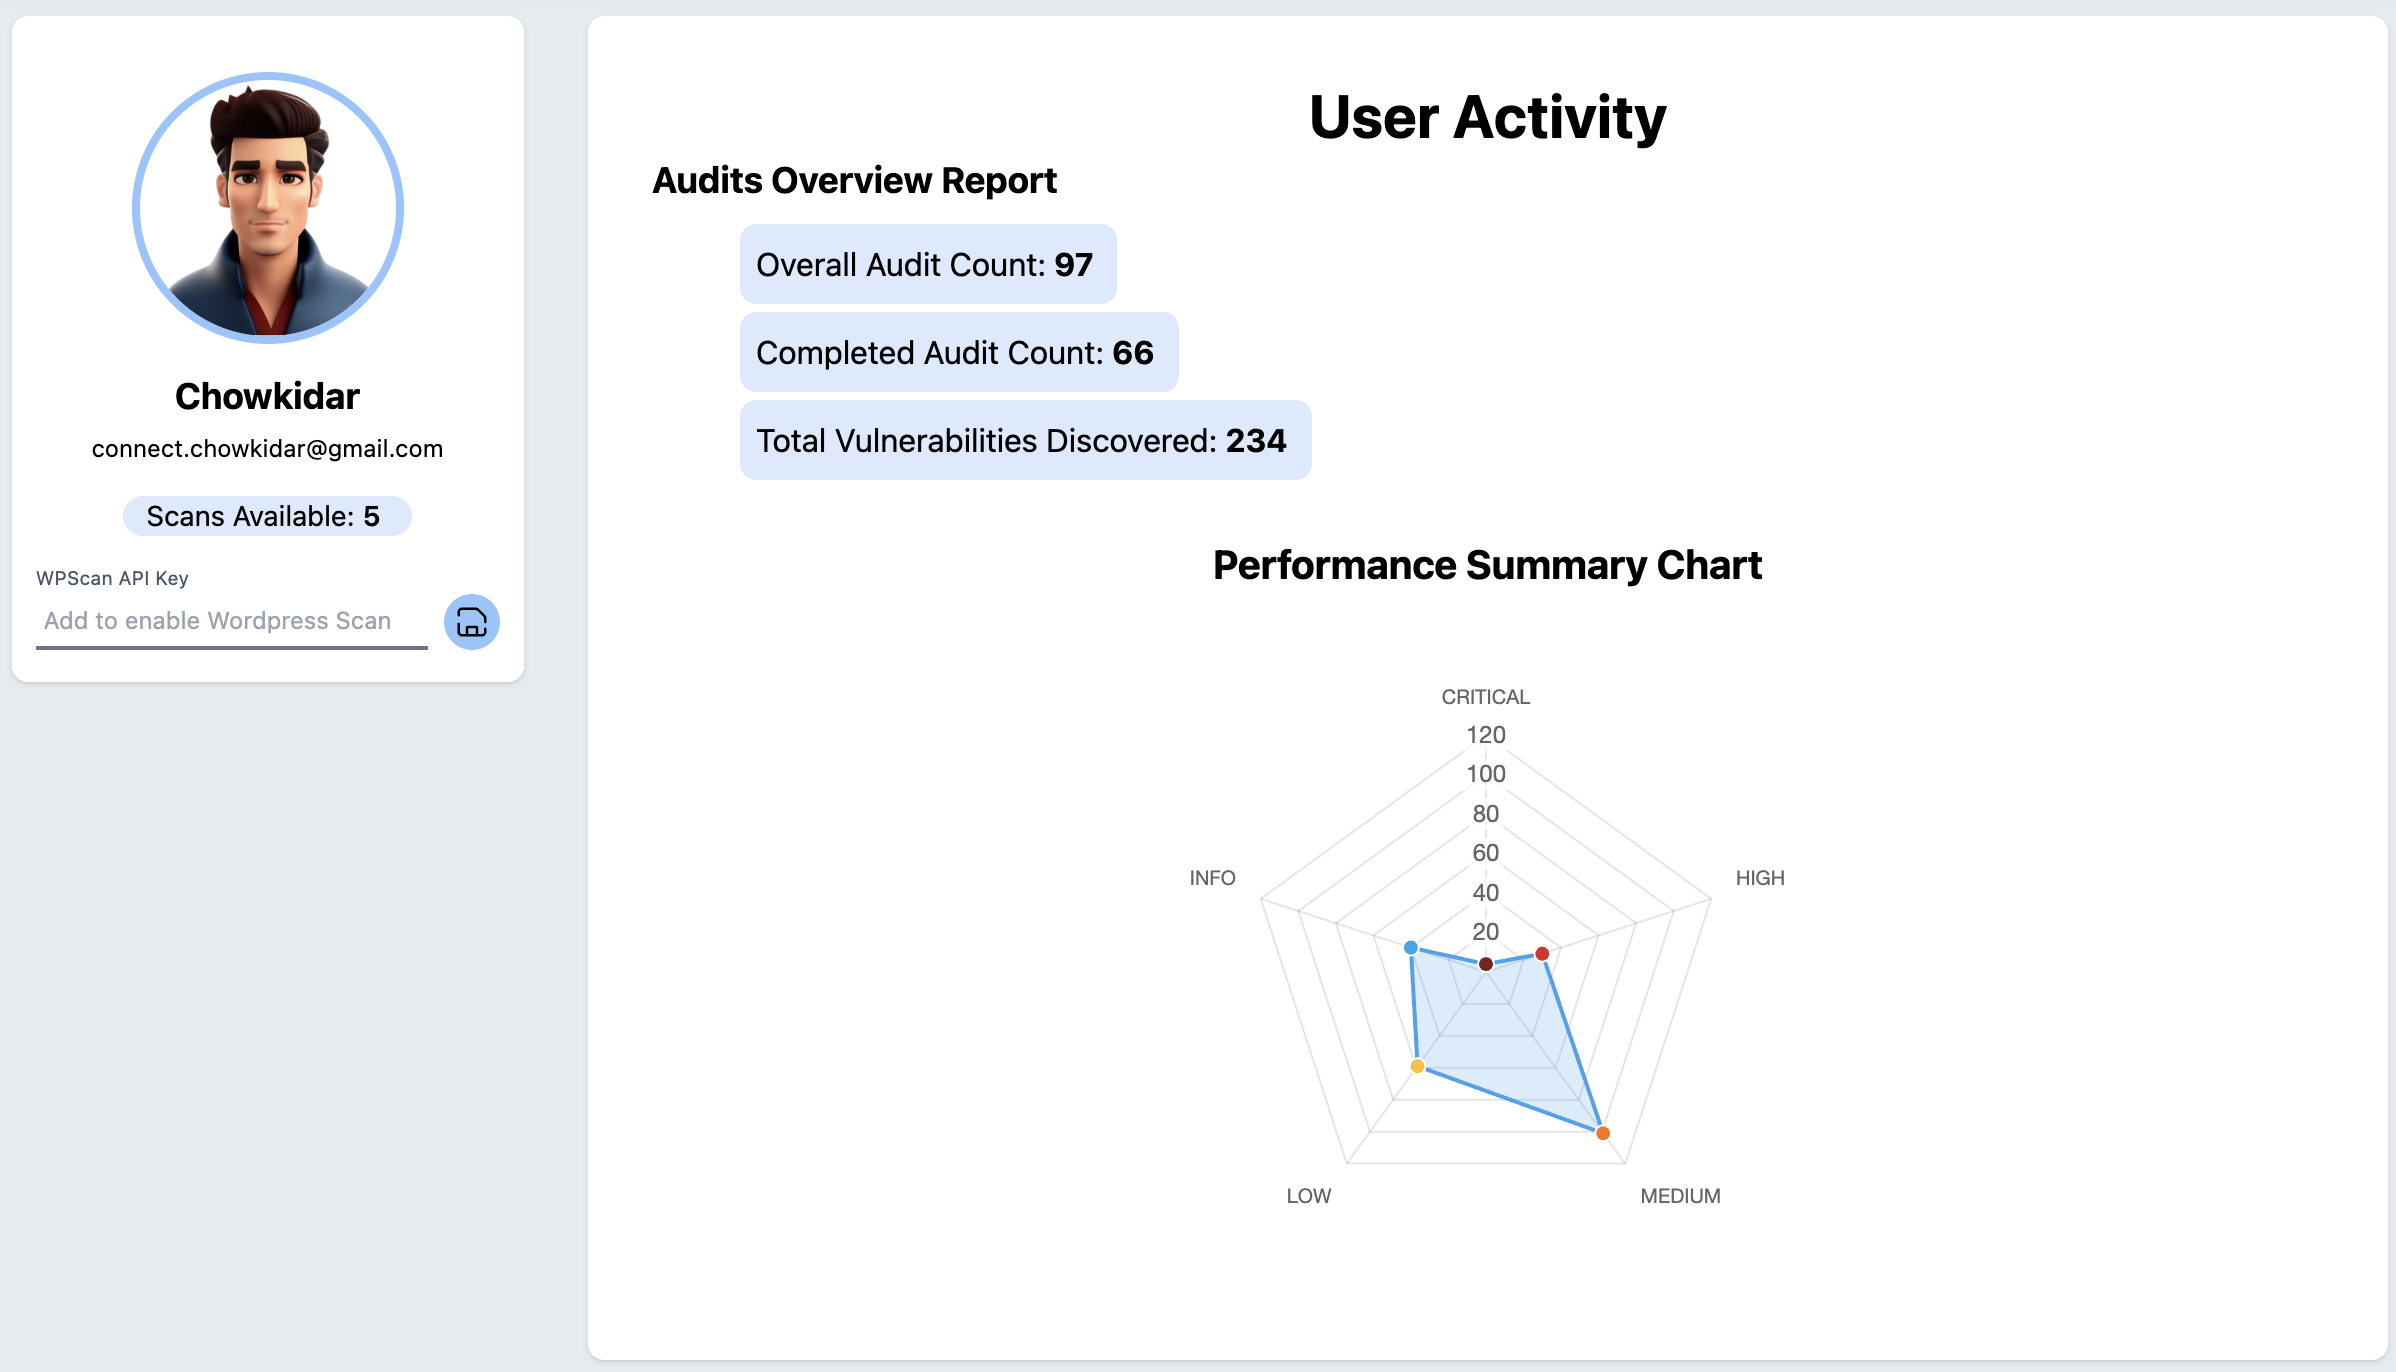 Chowkidar
connect.chowkidar@gmail.com
Scans Available: 5
WPScan API Key
Add to enable Wordpress Scan
User Activity
Audits Overview Report
Overall Audit Count: 97
Completed Audit Count: 66
Total Vulnerabilities Discovered: 234
Performance Summary Chart
CRITICAL
120
100
80
60
40
20
INFO
HIGH
LOW
MEDIUM